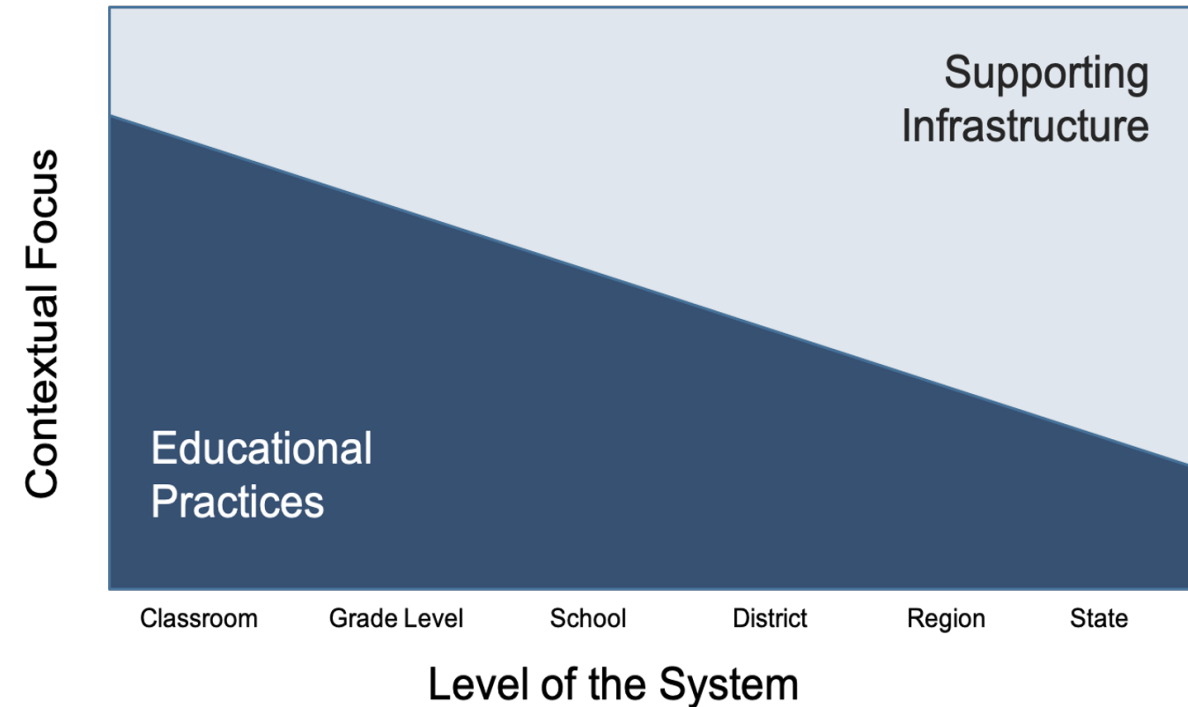 Supporting
Infrastructure
Contextual Focus
Educational
Practices
Classroom Grade Level School District Region State
Level of the System